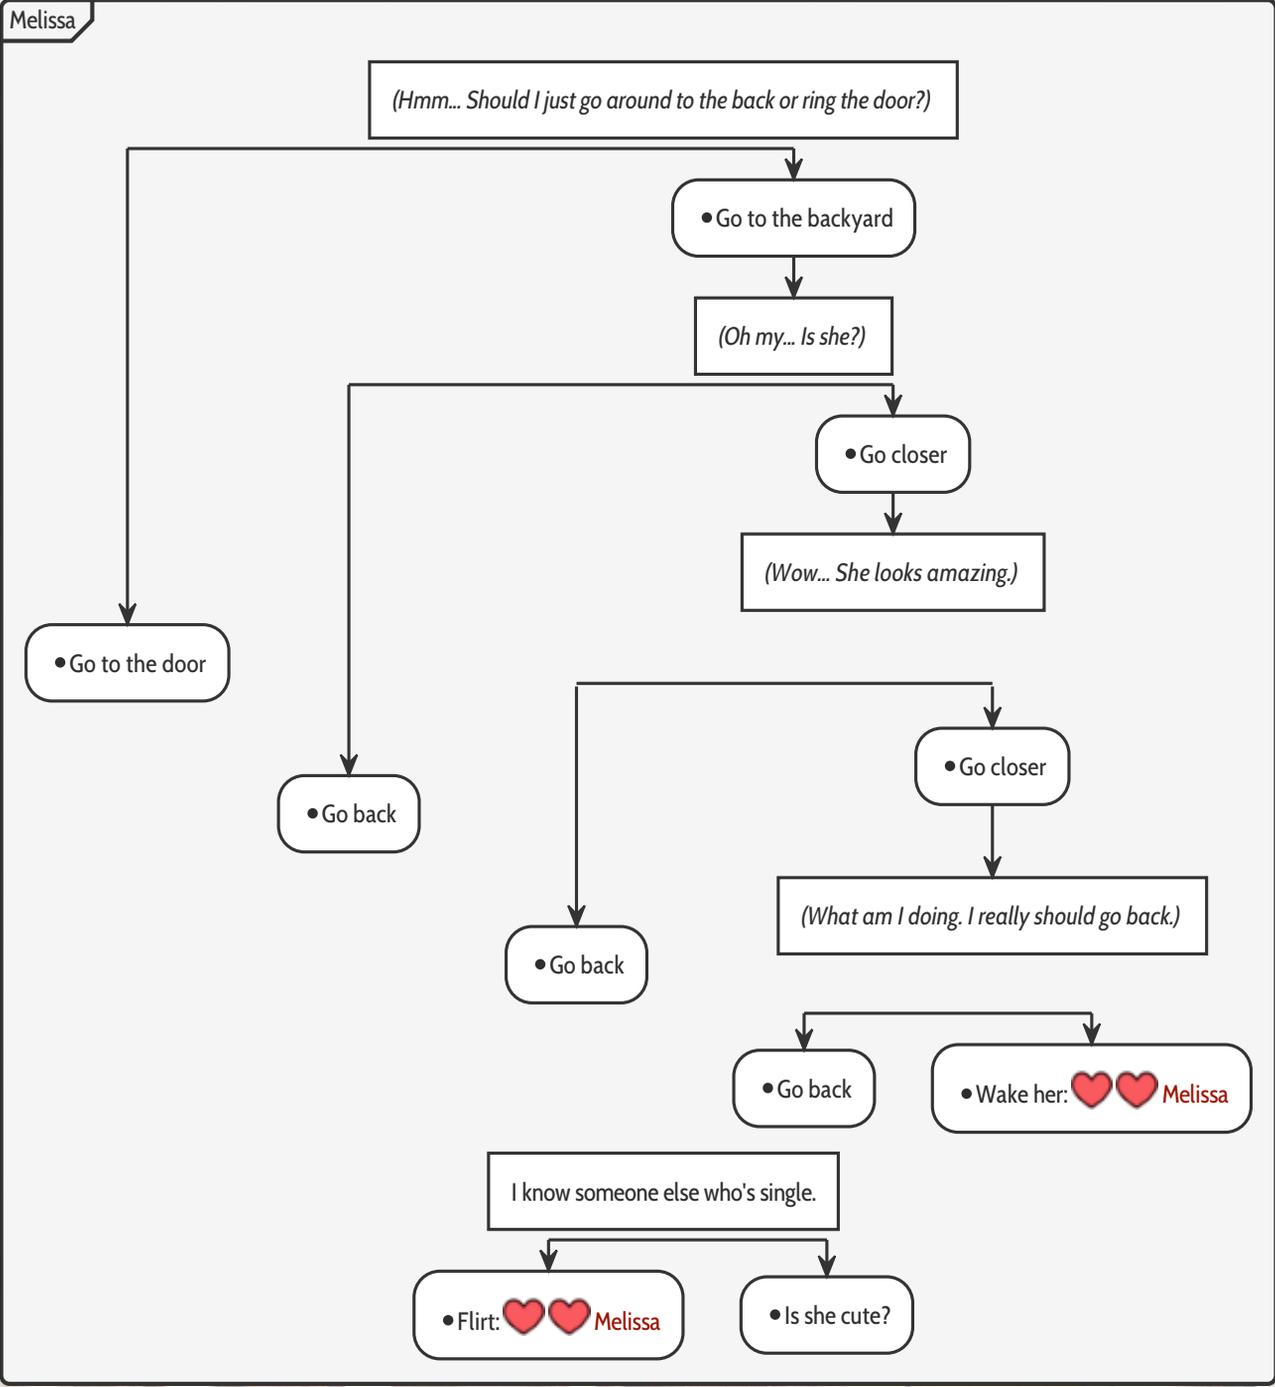 Melissa
(Hmm... Should I just go around to the back or ring the door?)
•Go to the backyard
(Oh my... Is she?)
•Go closer
(Wow... She looks amazing.)
•Go to the door
•Go closer
•Go back
(What am I doing. I really should go back.)
•Go back
•Go back
•Wake her: ❤️❤️ Melissa
I know someone else who's single.
•Flirt: ❤️❤️ Melissa
•Is she cute?